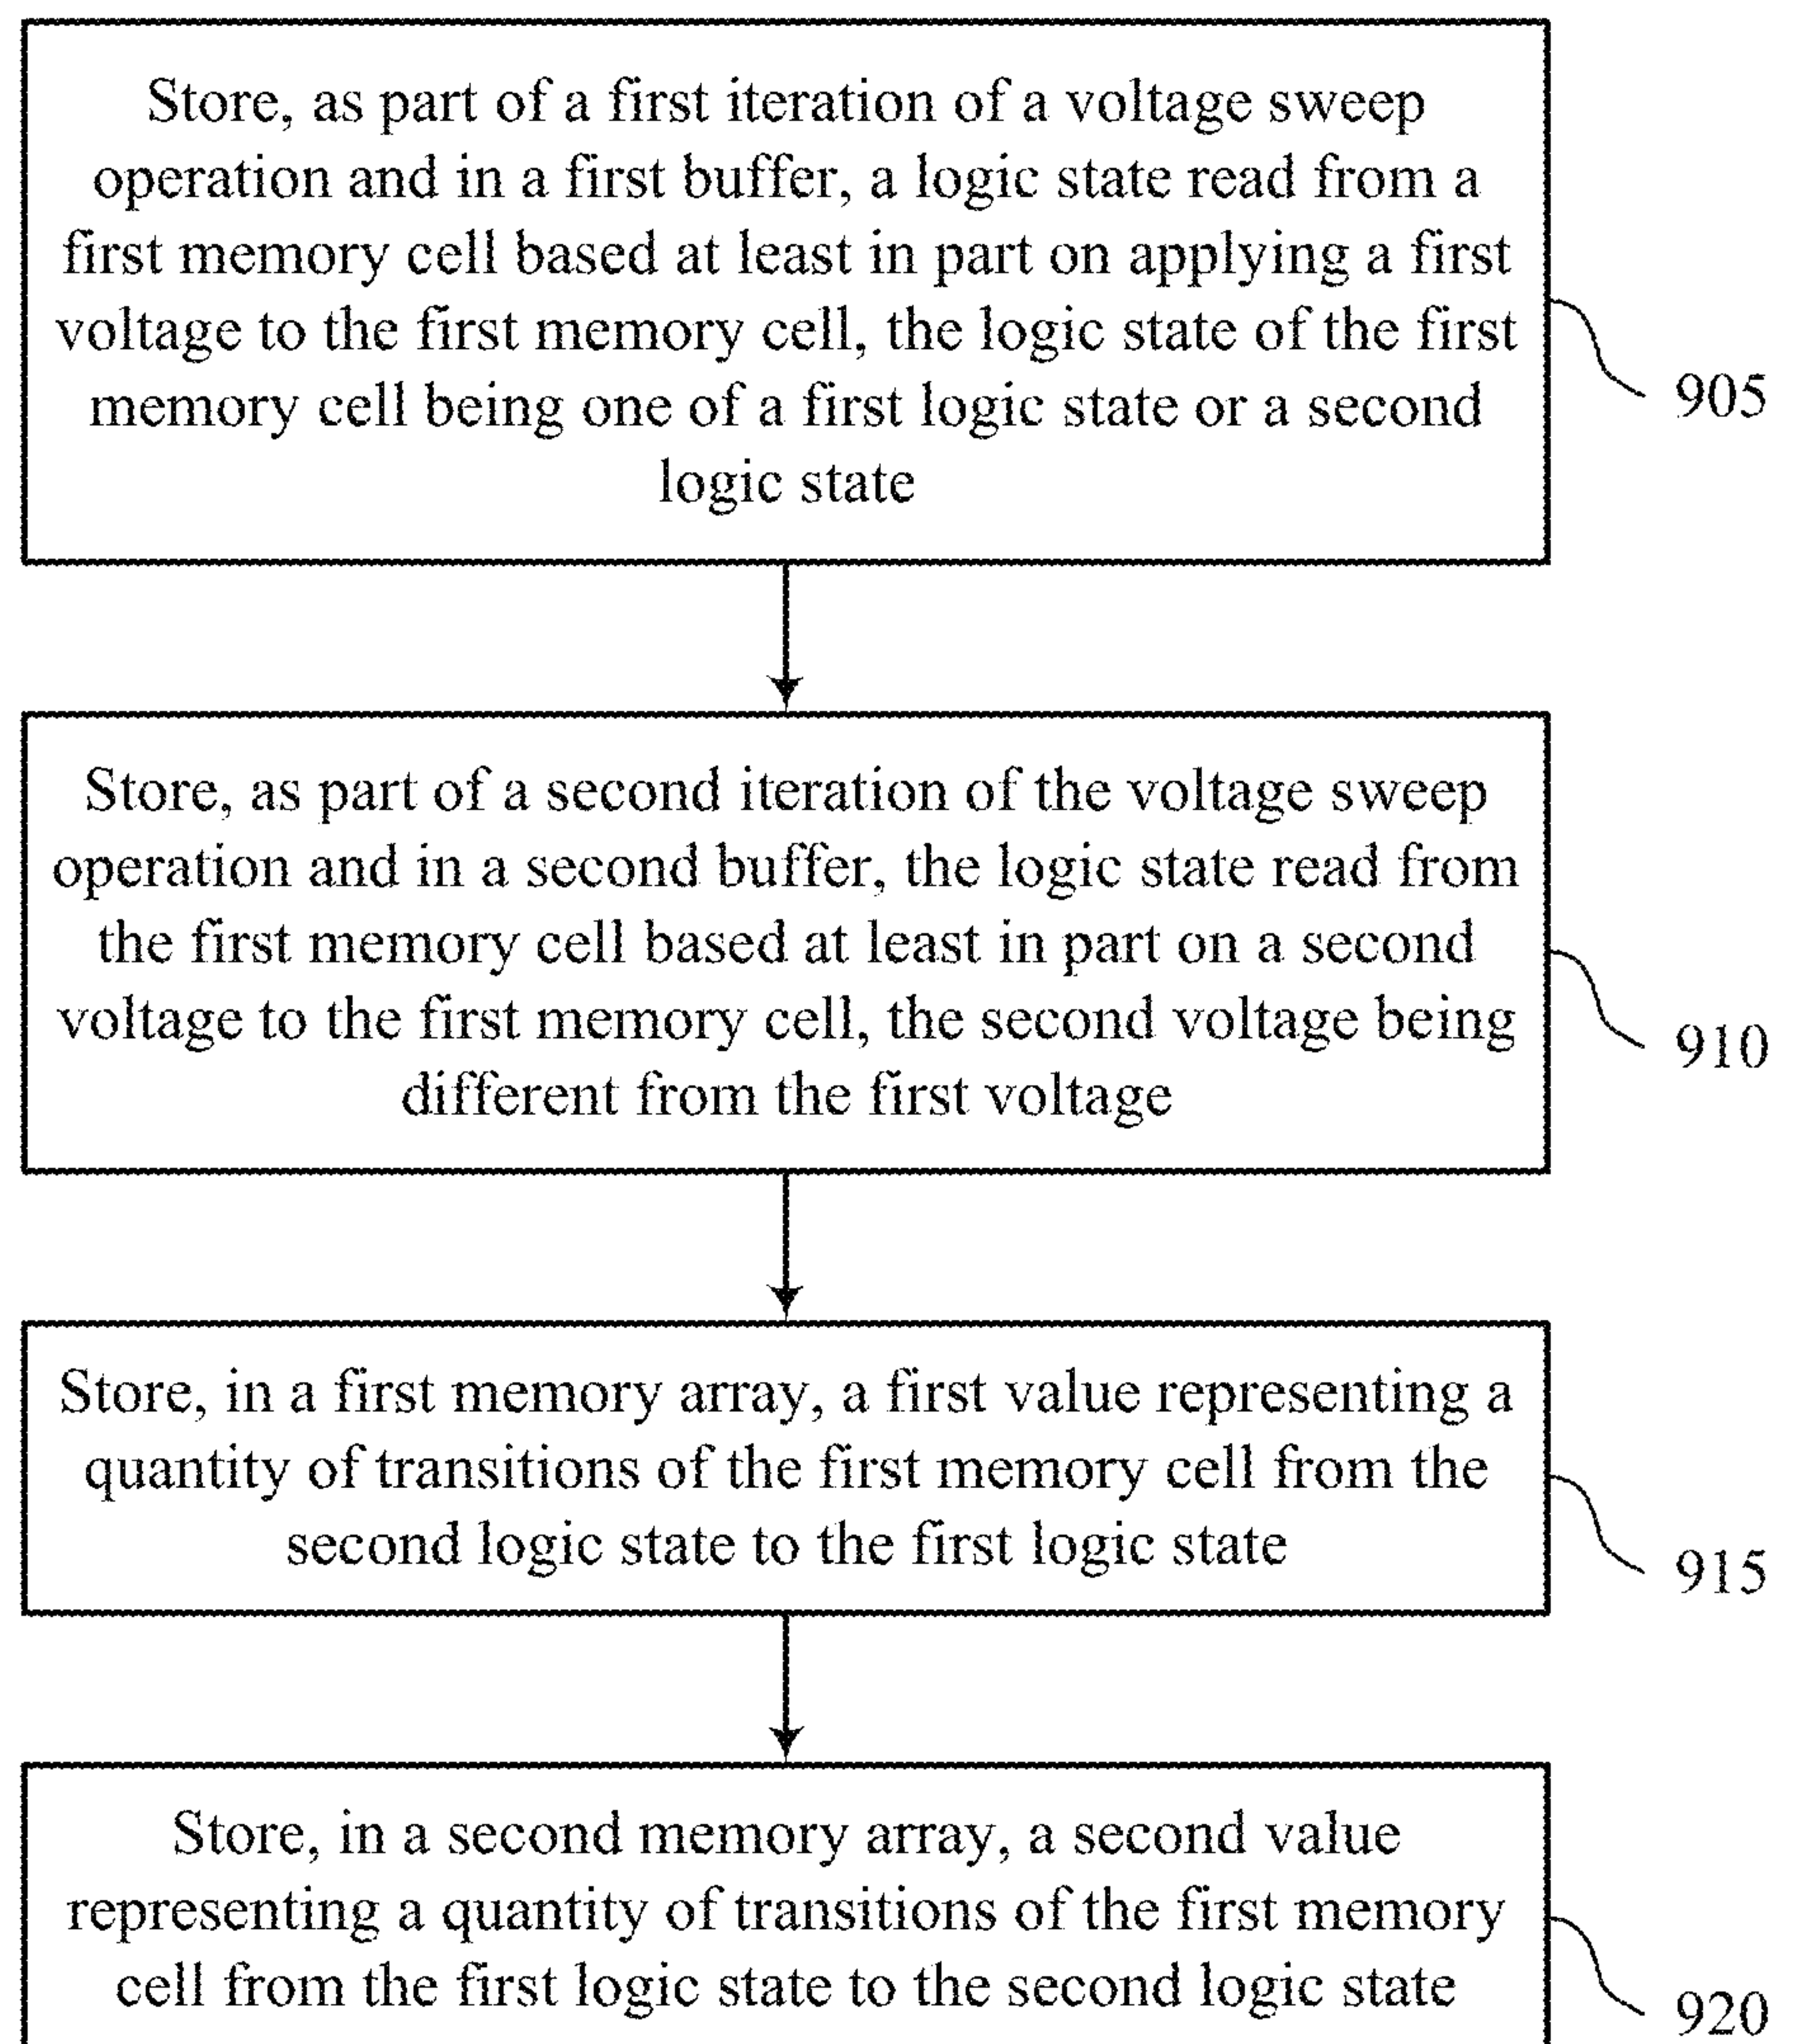 Store, as part of a first iteration of a voltage sweep
operation and in a first buffer, a logic state read from a
first memory cell based at least in part on applying a first
voltage to the first memory cell, the logic state of the first
memory cell being one of a first logic state or a second
logic state
905
Store, as part of a second iteration of the voltage sweep
operation and in a second buffer, the logic state read from
the first memory cell based at least in part on a second
voltage to the first memory cell, the second voltage being
different from the first voltage
910
Store, in a first memory array, a first value representing a
quantity of transitions of the first memory cell from the
second logic state to the first logic state
915
Store, in a second memory array, a second value
representing a quantity of transitions of the first memory
cell from the first logic state to the second logic state
920